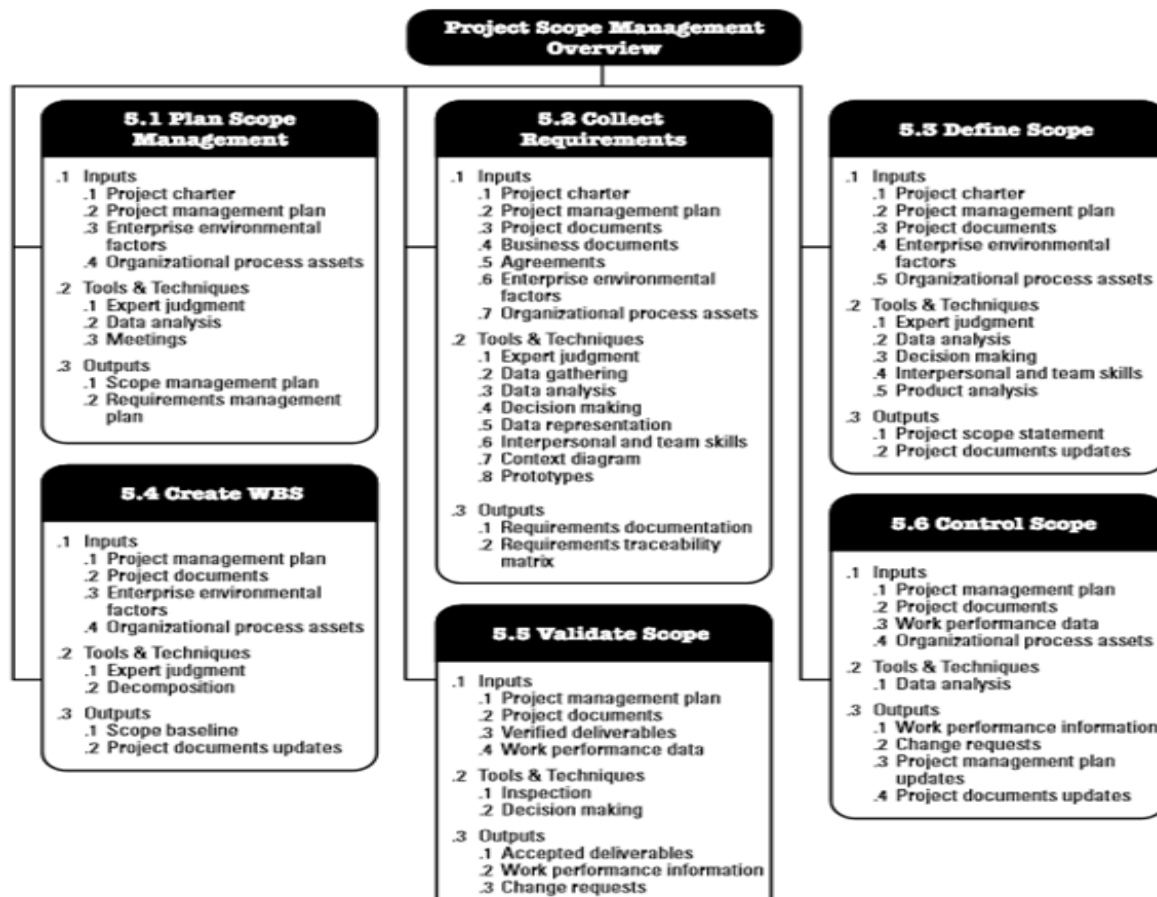 Project Scope Management
Overview
5.1 Plan Scope
Management
.1 Inputs
.1 Project charter
.2 Project management plan
.3 Enterprise environmental
factors
.4 Organizational process assets
.2 Tools & Techniques
.1 Expert judgment
.2 Data analysis
.3 Meetings
.3 Outputs
.1 Scope management plan
.2 Requirements management
plan
5.2 Collect
Requirements
.1 Inputs
.1 Project charter
.2 Project management plan
.3 Project documents
.4 Business documents
.5 Agreements
.6 Enterprise environmental
factors
.7 Organizational process assets
.2 Tools & Techniques
.1 Expert judgment
.2 Data gathering
.3 Data analysis
.4 Decision making
.5 Data representation
.6 Interpersonal and team skills
.7 Context diagram
.8 Prototypes
.3 Outputs
.1 Requirements documentation
.2 Requirements traceability
matrix
5.3 Define Scope
.1 Inputs
.1 Project charter
.2 Project management plan
.3 Project documents
.4 Enterprise environmental
factors
.5 Organizational process assets
.2 Tools & Techniques
.1 Expert judgment
.2 Data analysis
.3 Decision making
.4 Interpersonal and team skills
.5 Product analysis
.3 Outputs
.1 Project scope statement
.2 Project documents updates
5.4 Create WBS
.1 Inputs
.1 Project management plan
.2 Project documents
.3 Enterprise environmental
factors
.4 Organizational process assets
.2 Tools & Techniques
.1 Expert judgment
.2 Decomposition
.3 Outputs
.1 Scope baseline
.2 Project documents updates
5.5 Validate Scope
.1 Inputs
.1 Project management plan
.2 Project documents
.3 Verified deliverables
.4 Work performance data
.2 Tools & Techniques
.1 Inspection
.2 Decision making
.3 Outputs
.1 Accepted deliverables
.2 Work performance information
.3 Change requests
5.6 Control Scope
.1 Inputs
.1 Project management plan
.2 Project documents
.3 Work performance data
.4 Organizational process assets
.2 Tools & Techniques
.1 Data analysis
.3 Outputs
.1 Work performance information
.2 Change requests
.3 Project management plan
updates
.4 Project documents updates